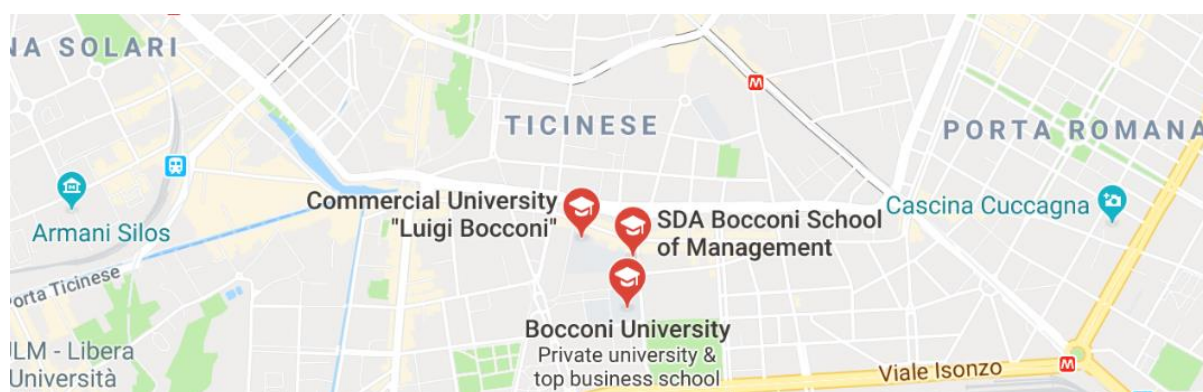 NA SOLARI
TICINESE
PORTA ROMANA
M
Commercial University
"Luigi Bocconi"
SDA Bocconi School
of Management
Cascina Cuccagna
Armani Silos
orta Ticinese
Bocconi University
Private university &
top business school
JLM - Libera
Università
Viale Isonzo
M